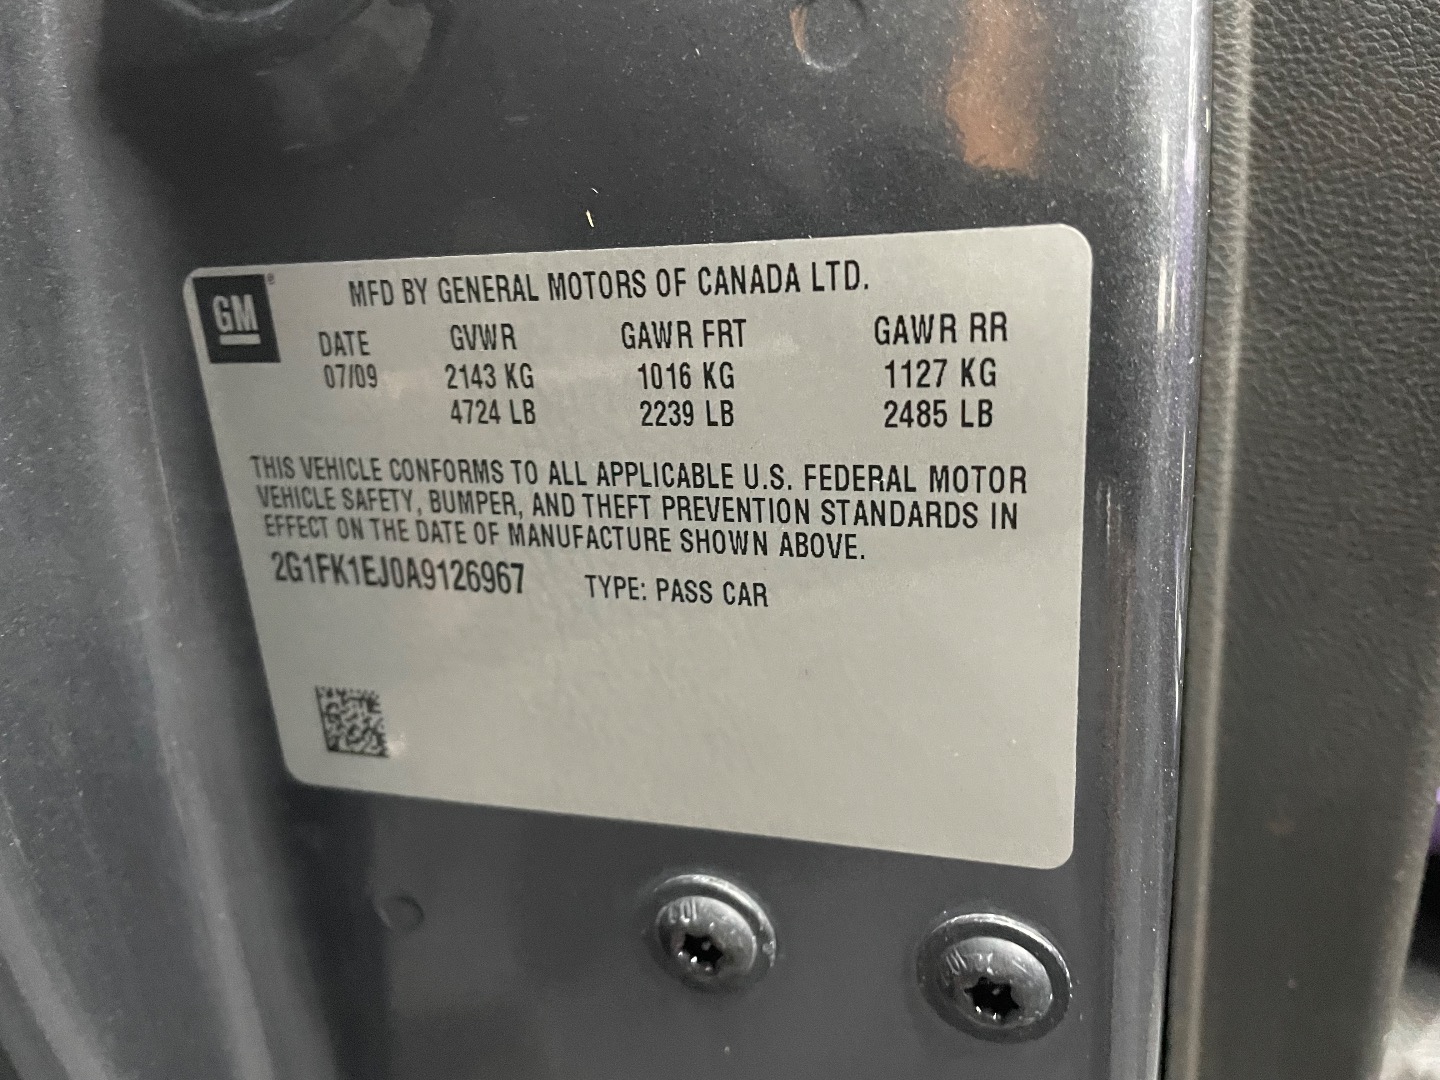 GM®
MFD BY GENERAL MOTORS OF CANADA LTD.
DATE GVWR GAWR FRT GAWR RR
07/09 2143 KG 1016 KG 1127 KG
4724 LB 2239 LB 2485 LB
THIS VEHICLE CONFORMS TO ALL APPLICABLE U.S. FEDERAL MOTOR
VEHICLE SAFETY, BUMPER, AND THEFT PREVENTION STANDARDS IN
EFFECT ON THE DATE OF MANUFACTURE SHOWN ABOVE.
2G1FK1EJ0A9126967 TYPE: PASS CAR